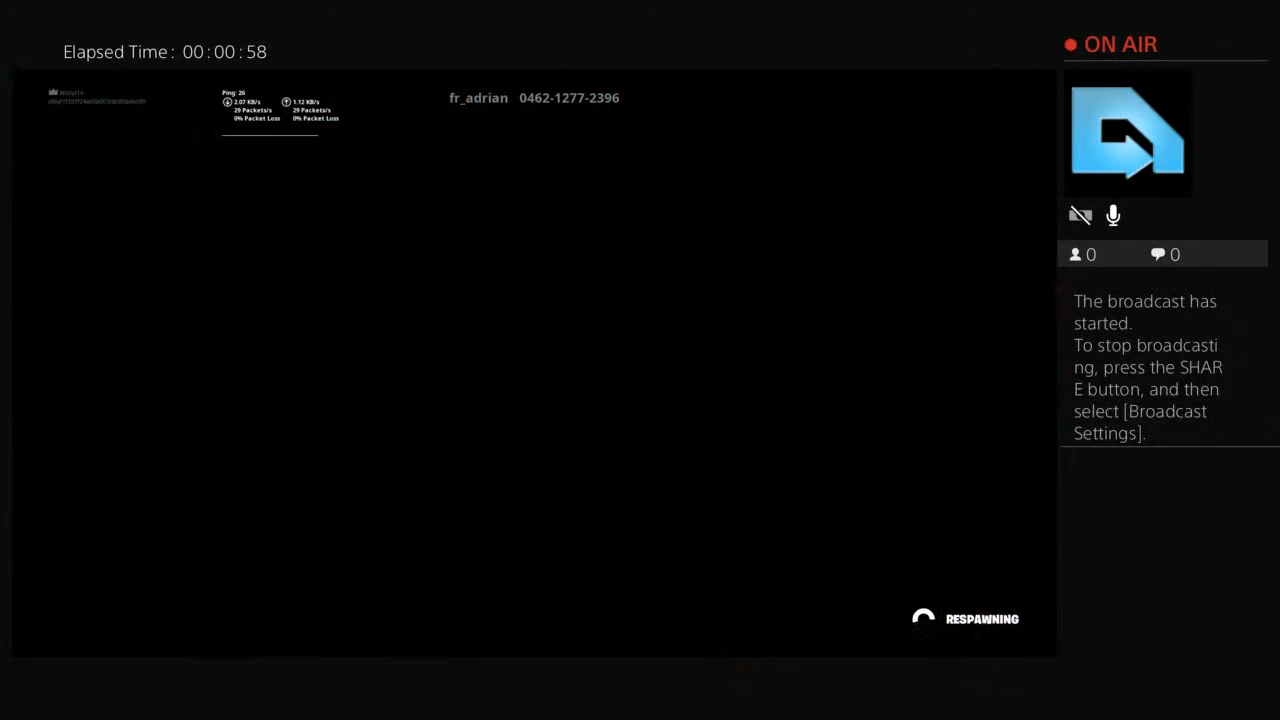 Elapsed Time: 00:00:58
ON AIR
Ping: 26
2.07 KB/s 1.12 KB/s
29 Packets/s 29 Packets/s
0% Packet Loss 0% Packet Loss
fr_adrian 0462-1277-2396
0 0
The broadcast has
started.
To stop broadcasti
ng, press the SHAR
E button, and then
select [Broadcast
Settings].
RESPAWNING